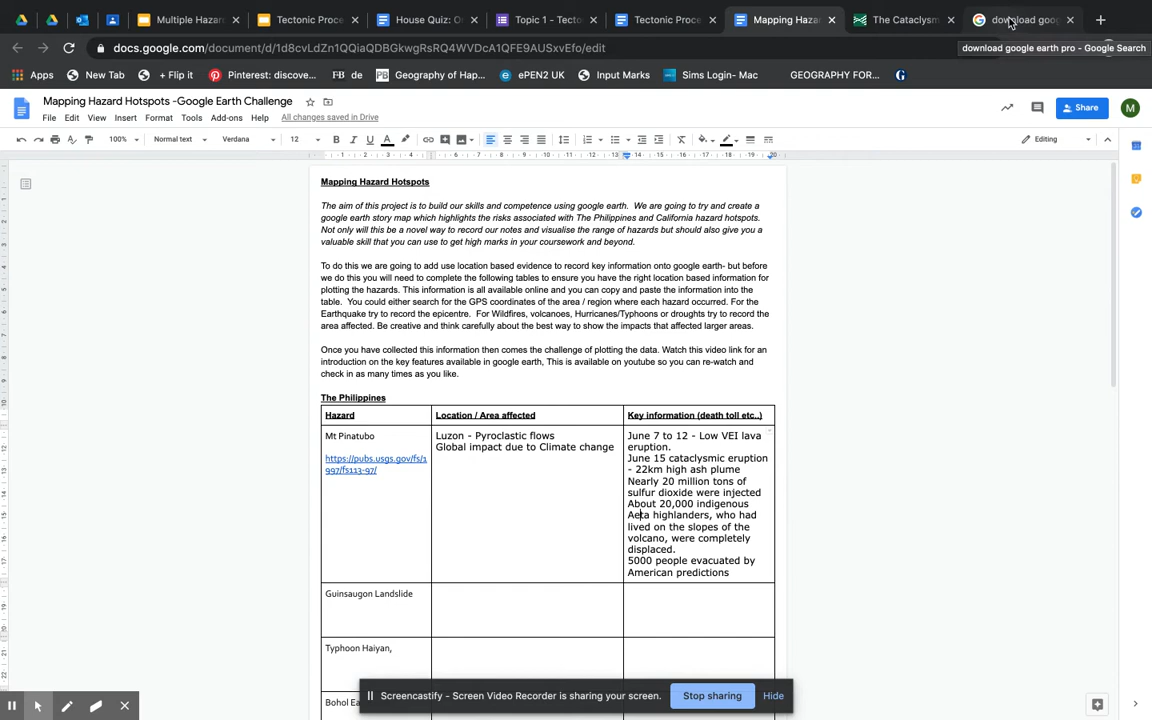 Multiple Hazar
Tectonic Proces
House Quiz: Ov
Topic 1 - Tecto
Tectonic Proce
Mapping Hazar
The Cataclysm
download goog
docs.google.com/document/d/1d8cvLdZn1QQiaQDBGkwgRsRQ4WVDcA1QFE9AUSxvEfo/edit
download google earth pro - Google Search
Apps
New Tab
+ Flip it
Pinterest: discove...
FB de
PB Geography of Hap...
ePEN2 UK
Input Marks
Sims Login- Mac
GEOGRAPHY FOR...
Mapping Hazard Hotspots -Google Earth Challenge
Share
M
File Edit View Insert Format Tools Add-ons Help All changes saved in Drive
100% Normal text Verdana 12 B I U A Editing
Mapping Hazard Hotspots
The aim of this project is to build our skills and competence using google earth. We are going to try and create a
google earth story map which highlights the risks associated with The Philippines and California hazard hotspots.
Not only will this be a novel way to record our notes and visualise the range of hazards but should also give you a
valuable skill that you can use to get high marks in your coursework and beyond.
To do this we are going to add use location based evidence to record key information onto google earth- but before
we do this you will need to complete the following tables to ensure you have the right location based information for
plotting the hazards. This information is all available online and you can copy and paste the information into the
table. You could either search for the GPS coordinates of the area / region where each hazard occurred. For the
Earthquake try to record the epicentre. For Wildfires, volcanoes, Hurricanes/Typhoons or droughts try to record the
area affected. Be creative and think carefully about the best way to show the impacts that affected larger areas.
Once you have collected this information then comes the challenge of plotting the data. Watch this video link for an
introduction on the key features available in google earth, This is available on youtube so you can re-watch and
check in as many times as you like.
The Philippines
Hazard
Location / Area affected
Key information (death toll etc..)
Mt Pinatubo
https://pubs.usgs.gov/fs/1
997/fs113-97/
Luzon - Pyroclastic flows
Global impact due to Climate change
June 7 to 12 - Low VEI lava
eruption.
June 15 cataclysmic eruption
- 22km high ash plume
Nearly 20 million tons of
sulfur dioxide were injected
About 20,000 indigenous
Aeta highlanders, who had
lived on the slopes of the
volcano, were completely
displaced.
5000 people evacuated by
American predictions
Guinsaugon Landslide
Typhoon Haiyan,
Bohol Ea
Screencastify - Screen Video Recorder is sharing your screen.
Stop sharing
Hide